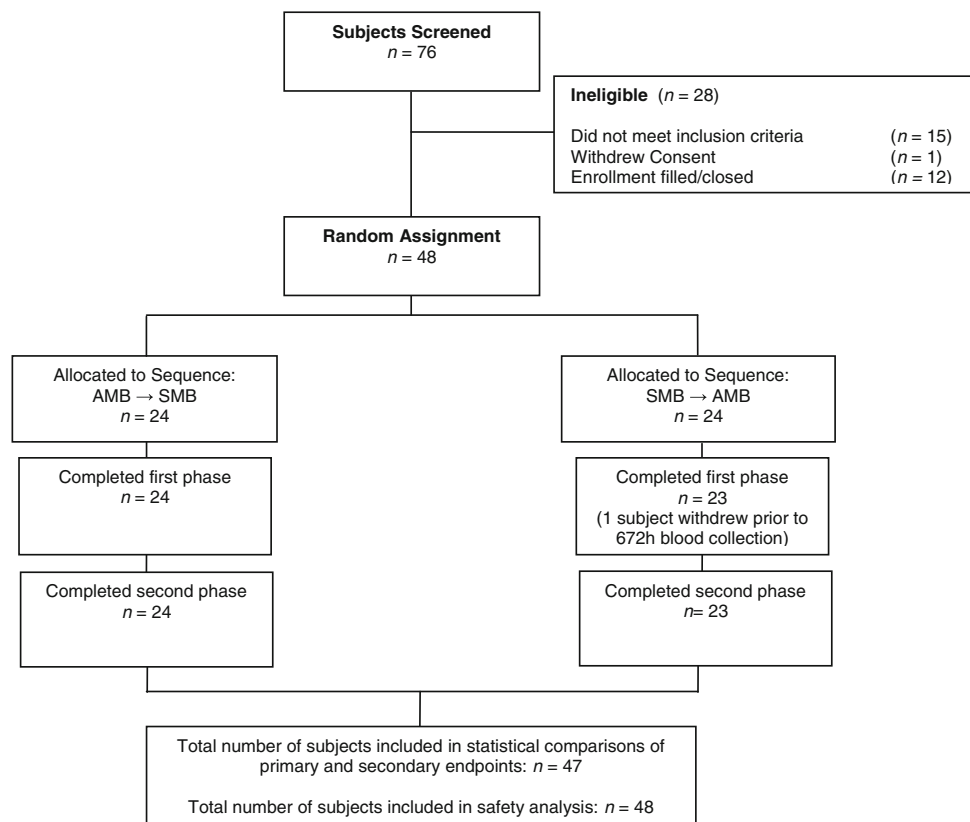 Subjects Screened
n = 76
Ineligible (n = 28)
Did not meet inclusion criteria (n = 15)
Withdrew Consent (n = 1)
Enrollment filled/closed (n = 12)
Random Assignment
n = 48
Allocated to Sequence:
AMB → SMB
n = 24
Allocated to Sequence:
SMB → AMB
n = 24
Completed first phase
n = 24
Completed first phase
n = 23
(1 subject withdrew prior to
672h blood collection)
Completed second phase
n = 24
Completed second phase
n= 23
Total number of subjects included in statistical comparisons of
primary and secondary endpoints: n = 47
Total number of subjects included in safety analysis: n = 48